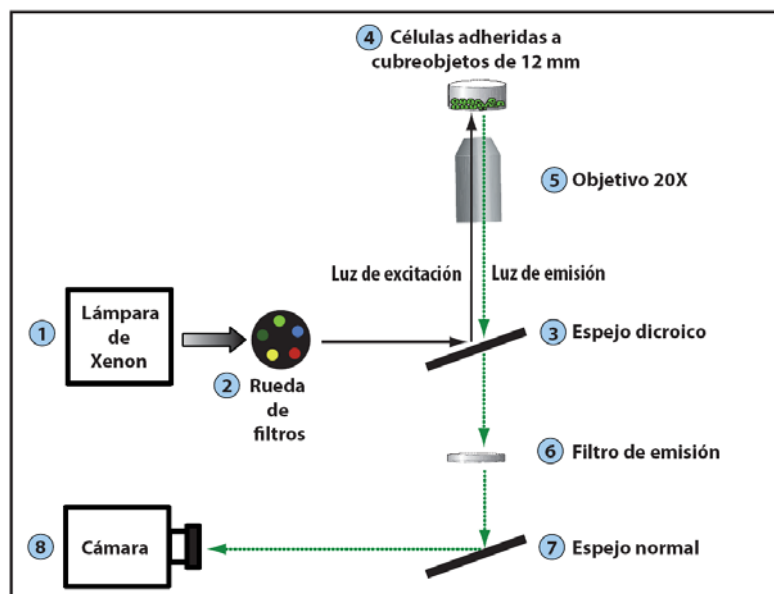 4 Células adheridas a
cubreobjetos de 12 mm
5 Objetivo 20X
Luz de excitación
Luz de emisión
1 Lámpara
de
Xenon
3 Espejo dicroico
2 Rueda
de
filtros
6 Filtro de emisión
8 Cámara
7 Espejo normal